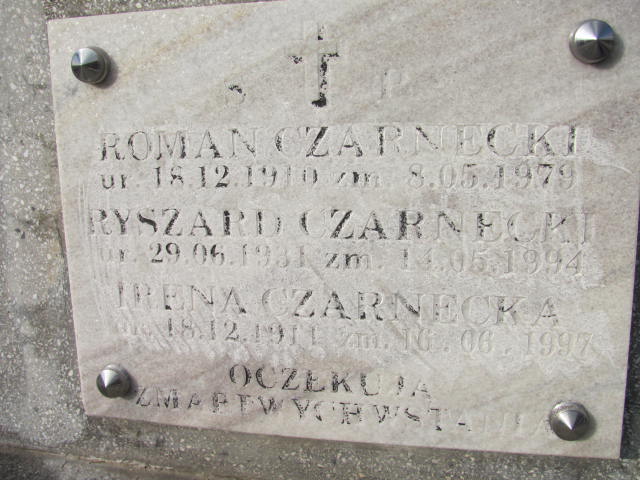 S P
ROMAN CZARNECKI
ur. 18.12.1910 zm. 8.05.1979
RYSZARD CZARNECKI
ur. 29.06.1931 zm. 14.05.1994
IRENA CZARNECKA
ur. 18.12.1911 zm. 16.06.1997
OCZEKUJĄ
ZMARTWYCHWSTANIA